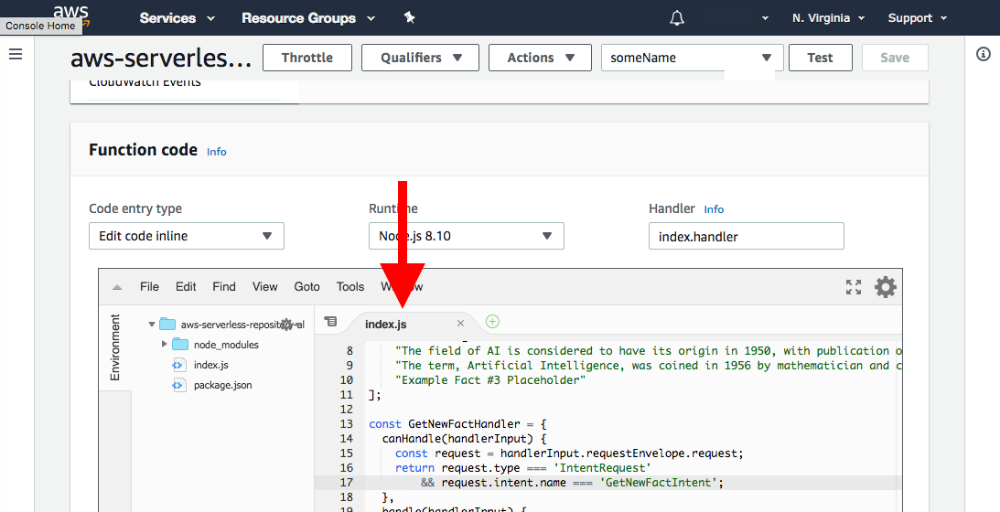 aws
Services
Resource Groups
N. Virginia
Support
Console Home
aws-serverles...
Throttle
Qualifiers
Actions
someName
Test
Save
CloudWatch Events
Function code Info
Code entry type
Runtime
Handler Info
Edit code inline
Node.js 8.10
index.handler
File Edit Find View Goto Tools Window
Environment
aws-serverless-repository-al
node_modules
index.js
package.json
index.js
8 "The field of AI is considered to have its origin in 1950, with publication o
9 "The term, Artificial Intelligence, was coined in 1956 by mathematician and c
10 "Example Fact #3 Placeholder"
11 ];
12
13 const GetNewFactHandler = {
14 canHandle(handlerInput) {
15 const request = handlerInput.requestEnvelope.request;
16 return request.type === 'IntentRequest'
17 && request.intent.name === 'GetNewFactIntent';
18 },
19 handle(handlerInput) {